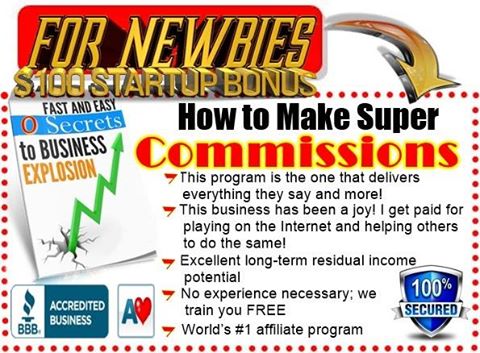 FOR NEWBIES
$100 STARTUP BONUS
FAST AND EASY
0 Secrets
to BUSINESS
EXPLOSION
How to Make Super
Commissions
This program is the one that delivers
everything they say and more!
This business has been a joy! I get paid for
playing on the Internet and helping others
to do the same!
Excellent long-term residual income
potential
No experience necessary; we
train you FREE
World's #1 affiliate program
BBB
ACCREDITED
BUSINESS
A
100%
SECURED